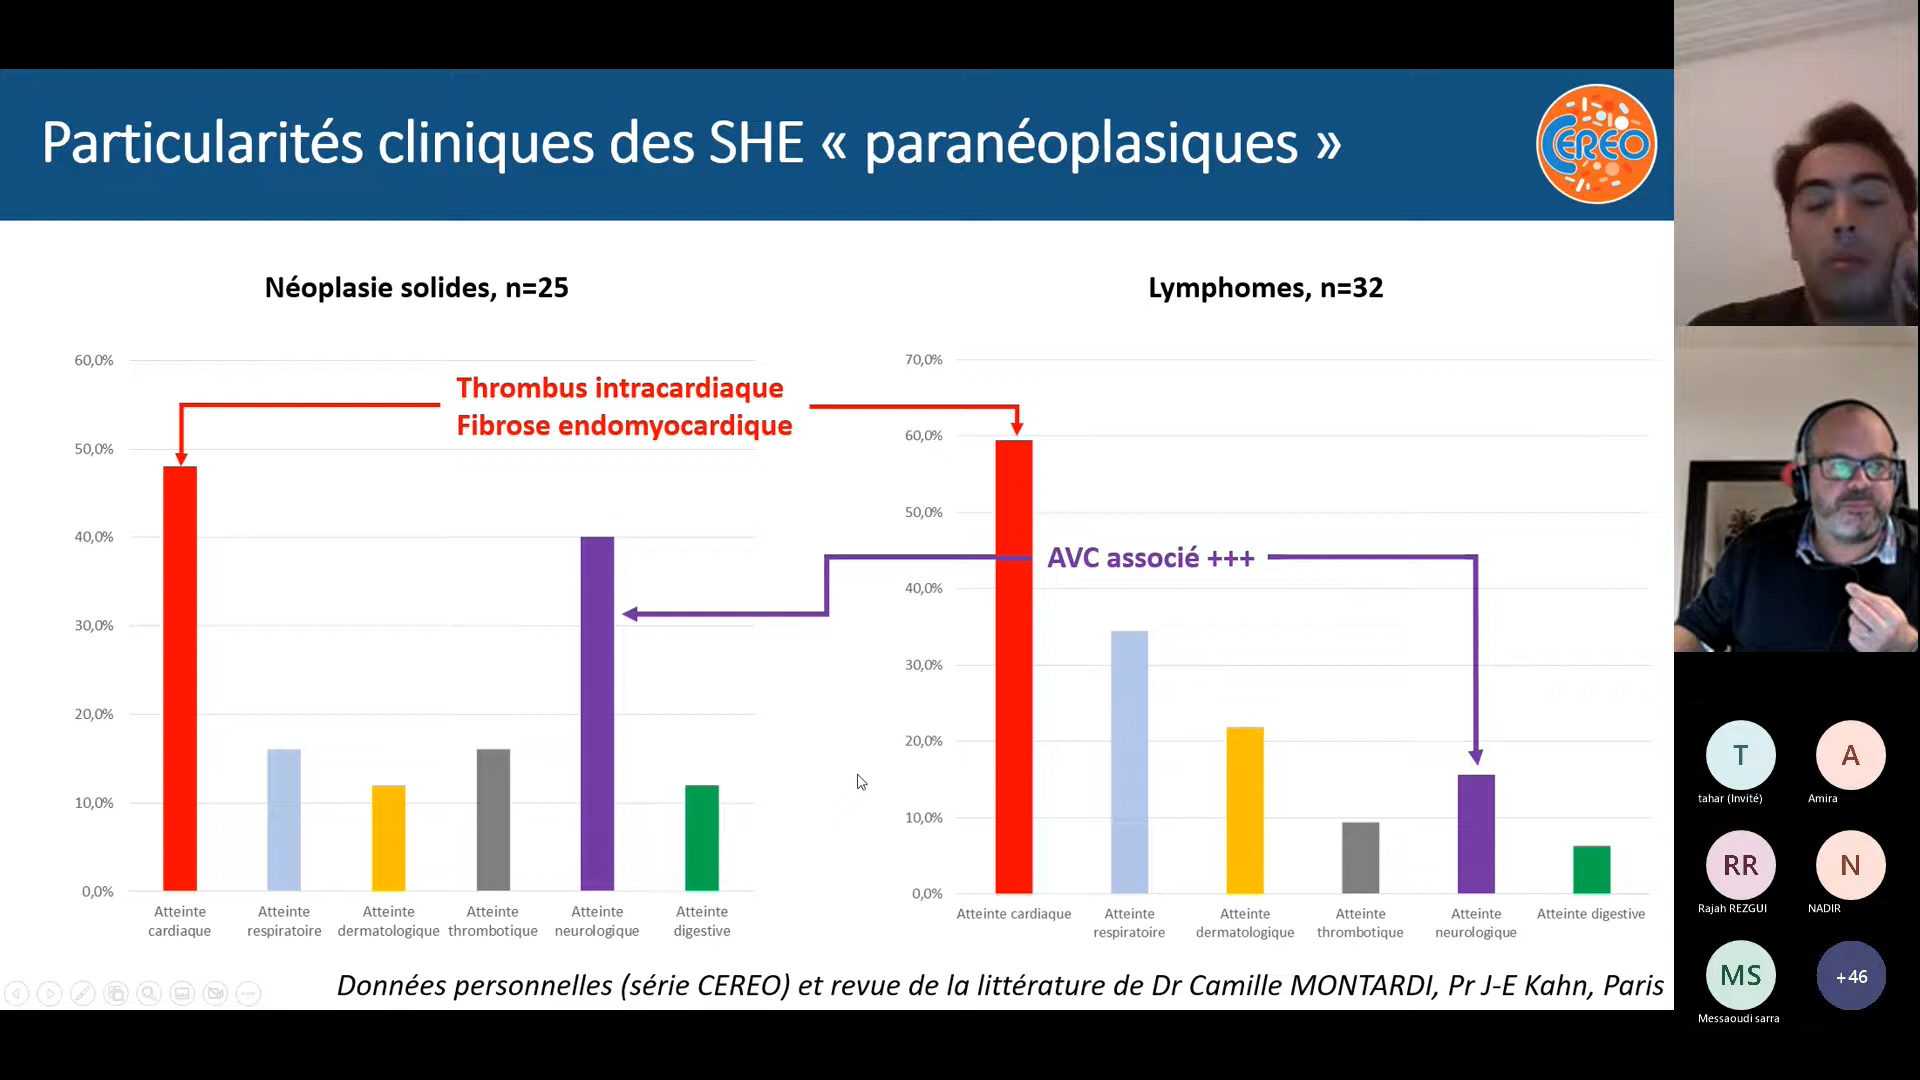 Particularités cliniques des SHE « paranéoplasiques »
CEREO
Néoplasie solides, n=25
Lymphomes, n=32
60,0%
50,0%
40,0%
30,0%
20,0%
10,0%
0,0%
Thrombus intracardiaque
Fibrose endomyocardique
70,0%
60,0%
50,0%
40,0%
30,0%
20,0%
10,0%
0,0%
AVC associé +++
Atteinte
cardiaque
Atteinte
respiratoire
Atteinte
dermatologique
Atteinte
thrombotique
Atteinte
neurologique
Atteinte
digestive
Atteinte cardiaque
Atteinte
respiratoire
Atteinte
dermatologique
Atteinte
thrombotique
Atteinte
neurologique
Atteinte digestive
Données personnelles (série CEREO) et revue de la littérature de Dr Camille MONTARDI, Pr J-E Kahn, Paris
T
tahar (Invité)
A
Amira
RR
Rajah REZGUI
N
NADIR
MS
Messaoudi sarra
+46